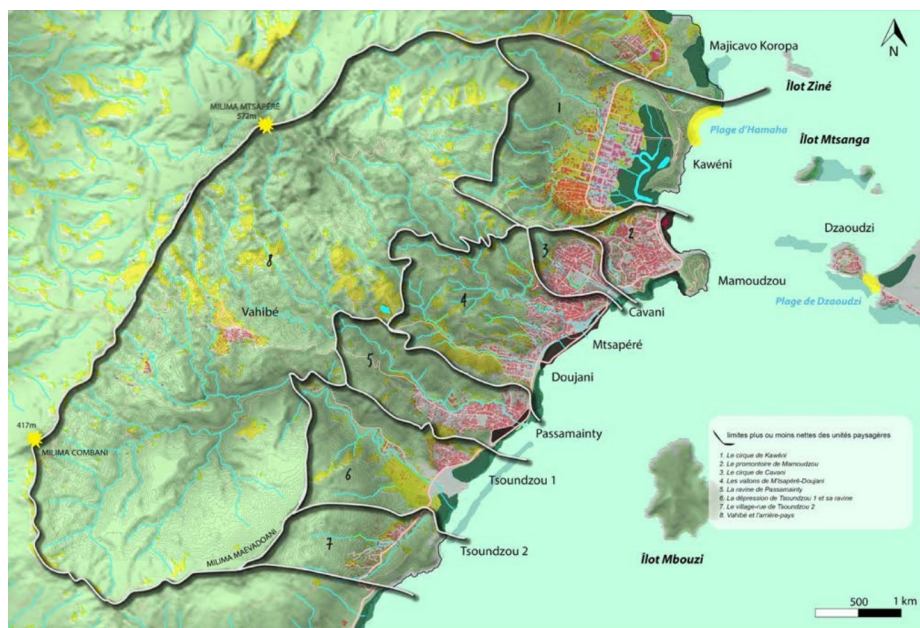 N
Majicavo Koropa
Îlot Ziné
MILIMA MTSAPÉRÉ
572m
1
Plage d'Hamaha
Îlot Mtsanga
Kawéni
Dzaoudzi
2
3
8
Mamoudzou
4
Plage de Dzaoudzi
Vahibé
Cavani
Mtsapéré
5
Doujani
417m
Passamainty
MILIMA COMBANI
limites plus ou moins nettes des unités paysagères
1. Le cirque de Kawéni
2. Le promontoire de Mamoudzou
3. Le cirque de Cavani
4. Les vallons de M'tsapéré-Doujani
5. La ravine de Passamainty
6. La dépression de Tsoundzou 1 et sa ravine
7. Le village-rue de Tsoundzou 2
8. Vahibé et l'arrière-pays
6
Tsoundzou 1
MILIMA MAÉVADOANI
7
Tsoundzou 2
Îlot Mbouzi
500 1 km